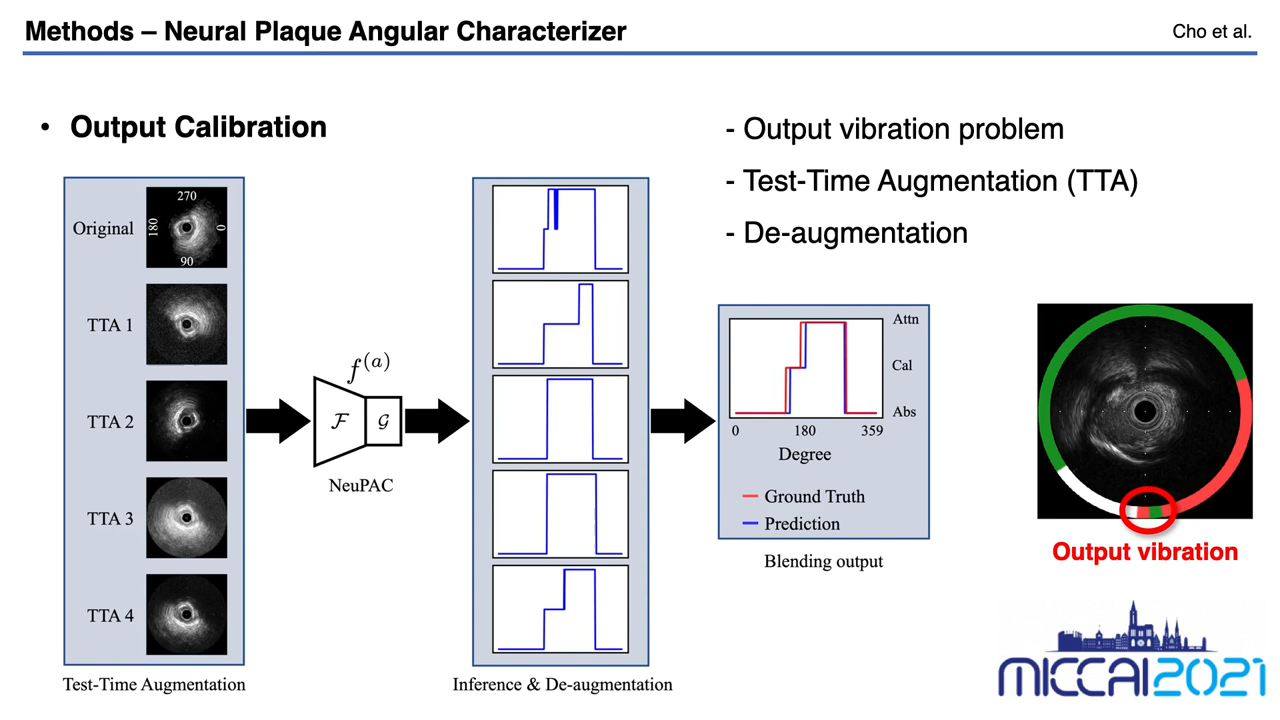 Methods – Neural Plaque Angular Characterizer
Cho et al.
• Output Calibration
- Output vibration problem
- Test-Time Augmentation (TTA)
- De-augmentation
Original
270
180
0
90
TTA 1
TTA 2
TTA 3
TTA 4
Test-Time Augmentation
f(a)
F
G
NeuPAC
Inference & De-augmentation
Attn
Cal
Abs
0
180
359
Degree
Ground Truth
Prediction
Blending output
Output vibration
MICCAI2021